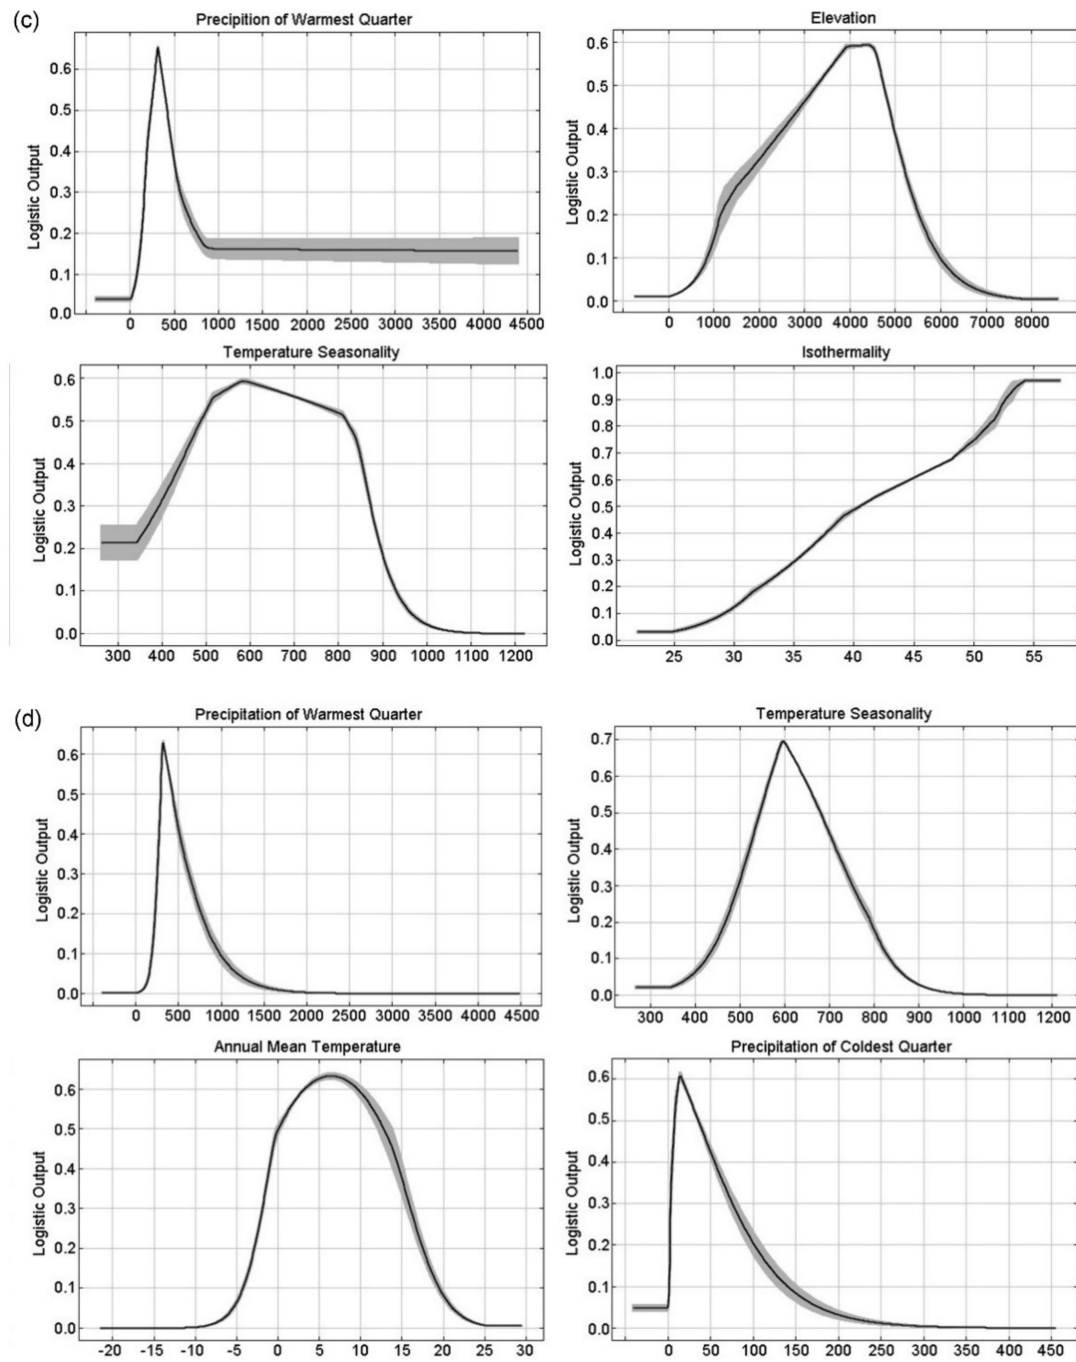 (c)
Precipition of Warmest Quarter
Logistic Output
0.6
0.5
0.4
0.3
0.2
0.1
0.0
0 500 1000 1500 2000 2500 3000 3500 4000 4500
Elevation
Logistic Output
0.6
0.5
0.4
0.3
0.2
0.1
0.0
0 1000 2000 3000 4000 5000 6000 7000 8000
Temperature Seasonality
Logistic Output
0.6
0.5
0.4
0.3
0.2
0.1
0.0
300 400 500 600 700 800 900 1000 1100 1200
Isothermality
Logistic Output
1.0
0.9
0.8
0.7
0.6
0.5
0.4
0.3
0.2
0.1
0.0
25 30 35 40 45 50 55
(d)
Precipitation of Warmest Quarter
Logistic Output
0.6
0.5
0.4
0.3
0.2
0.1
0.0
0 500 1000 1500 2000 2500 3000 3500 4000 4500
Temperature Seasonality
Logistic Output
0.7
0.6
0.5
0.4
0.3
0.2
0.1
0.0
300 400 500 600 700 800 900 1000 1100 1200
Annual Mean Temperature
Logistic Output
0.6
0.5
0.4
0.3
0.2
0.1
0.0
-20 -15 -10 -5 0 5 10 15 20 25 30
Precipitation of Coldest Quarter
Logistic Output
0.6
0.5
0.4
0.3
0.2
0.1
0.0
0 50 100 150 200 250 300 350 400 450